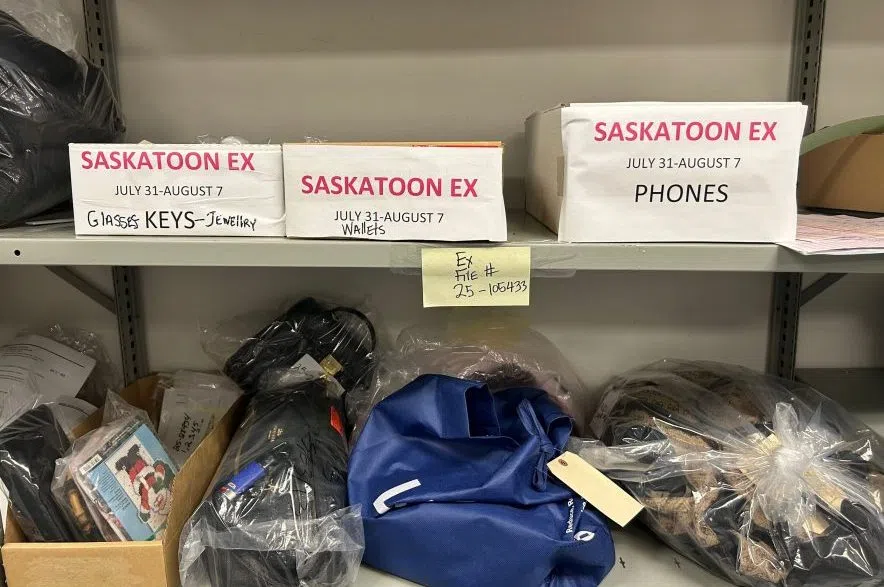 SASKATOON EX
JULY 31-AUGUST 7
GLASSES KEYS-JEWELLRY
SASKATOON EX
JULY 31-AUGUST 7
WALLETS
SASKATOON EX
JULY 31-AUGUST 7
PHONES
EX
FILE #
25-105433